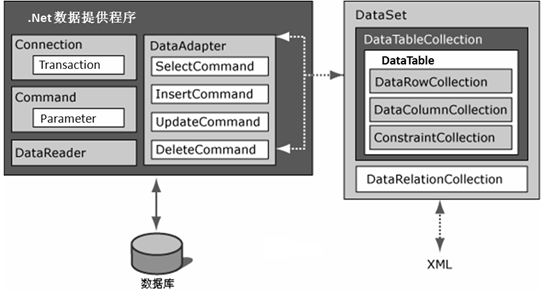 .Net 数据提供程序
Connection
Transaction
Command
Parameter
DataReader
DataAdapter
SelectCommand
InsertCommand
UpdateCommand
DeleteCommand
数据库
DataSet
DataTableCollection
DataTable
DataRowCollection
DataColumnCollection
ConstraintCollection
DataRelationCollection
XML